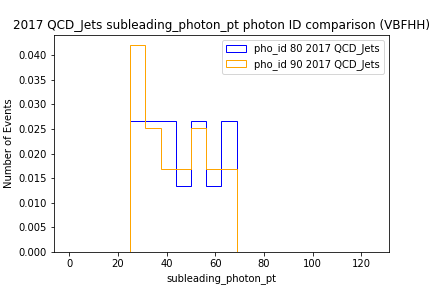 2017 QCD_Jets subleading_photon_pt photon ID comparison (VBFHH)
pho_id 80 2017 QCD_Jets
pho_id 90 2017 QCD_Jets
Number of Events
0.040
0.035
0.030
0.025
0.020
0.015
0.010
0.005
0.000
0 20 40 60 80 100 120
subleading_photon_pt